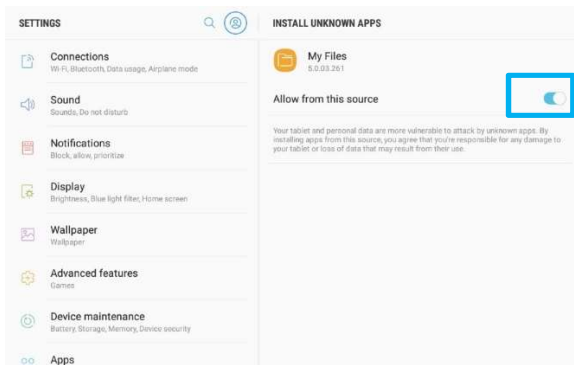 SETTINGS
Connections
Wi-Fi, Bluetooth, Data usage, Airplane mode
Sound
Sounds, Do not disturb
Notifications
Block, allow, prioritize
Display
Brightness, Blue light filter, Home screen
Wallpaper
Wallpaper
Advanced features
Games
Device maintenance
Battery, Storage, Memory, Device security
Apps
INSTALL UNKNOWN APPS
My Files
5.0.03.261
Allow from this source
Your tablet and personal data are more vulnerable to attack by unknown apps. By
installing apps from this source, you agree that you're responsible for any damage to
your tablet or loss of data that may result from their use.